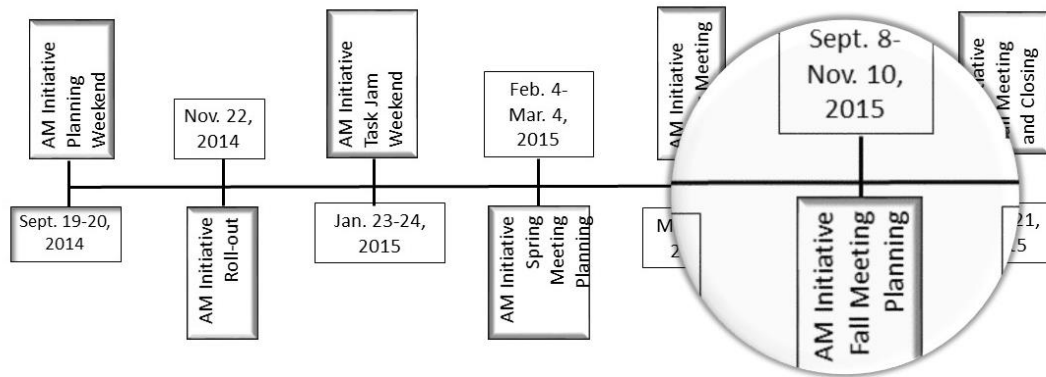 AM Initiative
Planning
Weekend
Sept. 19-20,
2014
Nov. 22,
2014
AM Initiative
Roll-out
AM Initiative
Task Jam
Weekend
Jan. 23-24,
2015
Feb. 4-
Mar. 4,
2015
AM Initiative
Spring
Meeting
Planning
AM Initiative
Meeting
Sept. 8-
Nov. 10,
2015
AM Initiative
Fall Meeting
Planning
Meeting
and Closing
21,